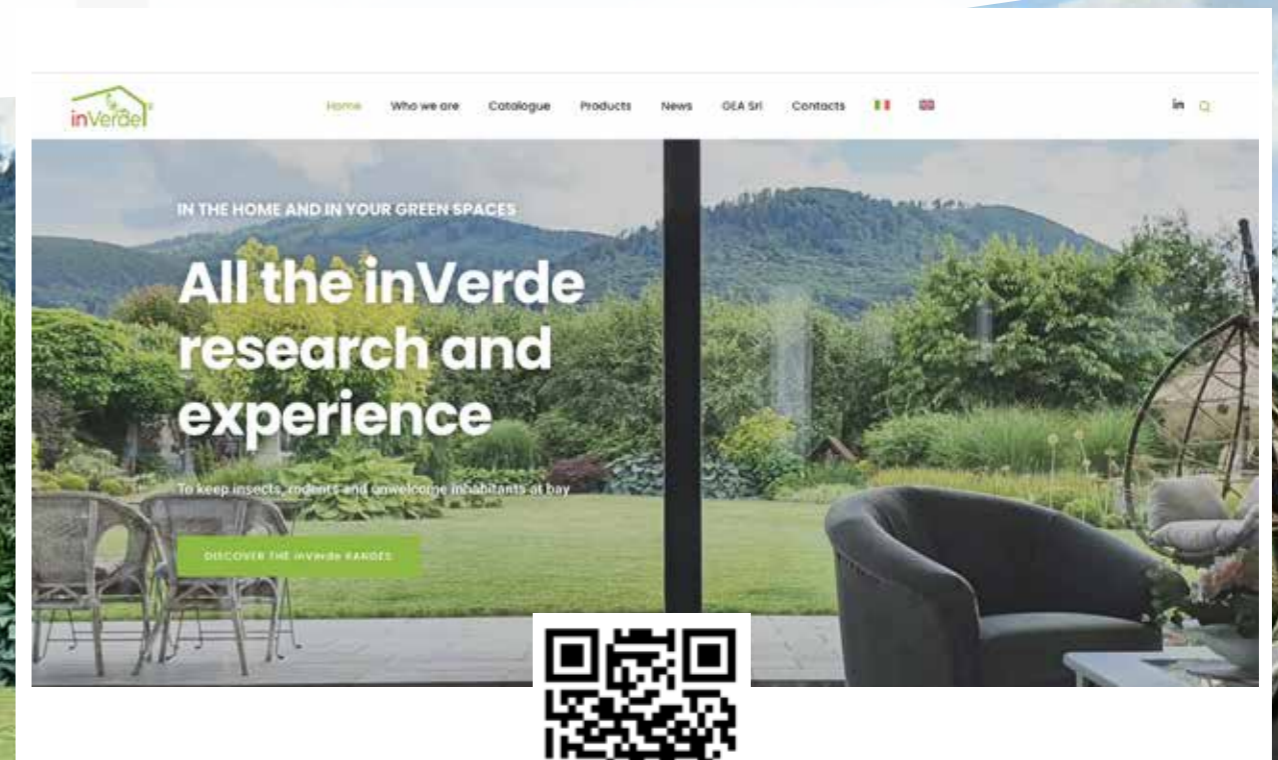 inVerde
Home Who we are Catalogue Products News GEA Srl Contacts in
IN THE HOME AND IN YOUR GREEN SPACES
All the inVerde
research and
experience
To keep insects, rodents and unwelcome inhabitants at bay
DISCOVER THE inVerde RANGES